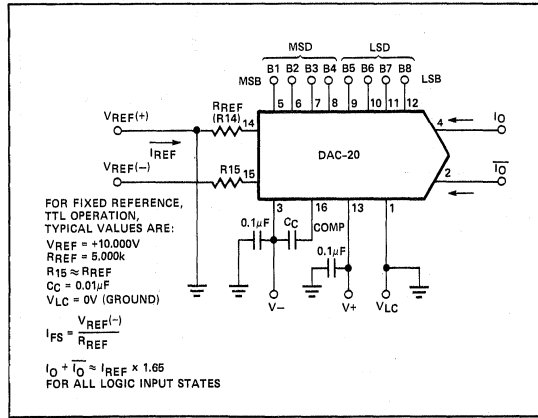 MSD LSD
B1 B2 B3 B4 B5 B6 B7 B8
MSB LSB
5 6 7 8 9 10 11 12
VREF(+)
RREF
(R14)
14
IREF
4
IO
DAC-20
VREF(−)
R15
15
2
IO
3 16 13 1
FOR FIXED REFERENCE,
TTL OPERATION,
TYPICAL VALUES ARE:
VREF = +10.000V
RREF = 5.000k
R15 ≈ RREF
CC = 0.01μF
VLC = 0V (GROUND)
0.1μF
CC
COMP
0.1μF
V− V+ VLC
IFS = VREF(−)
RREF
IO + IO ≈ IREF × 1.65
FOR ALL LOGIC INPUT STATES